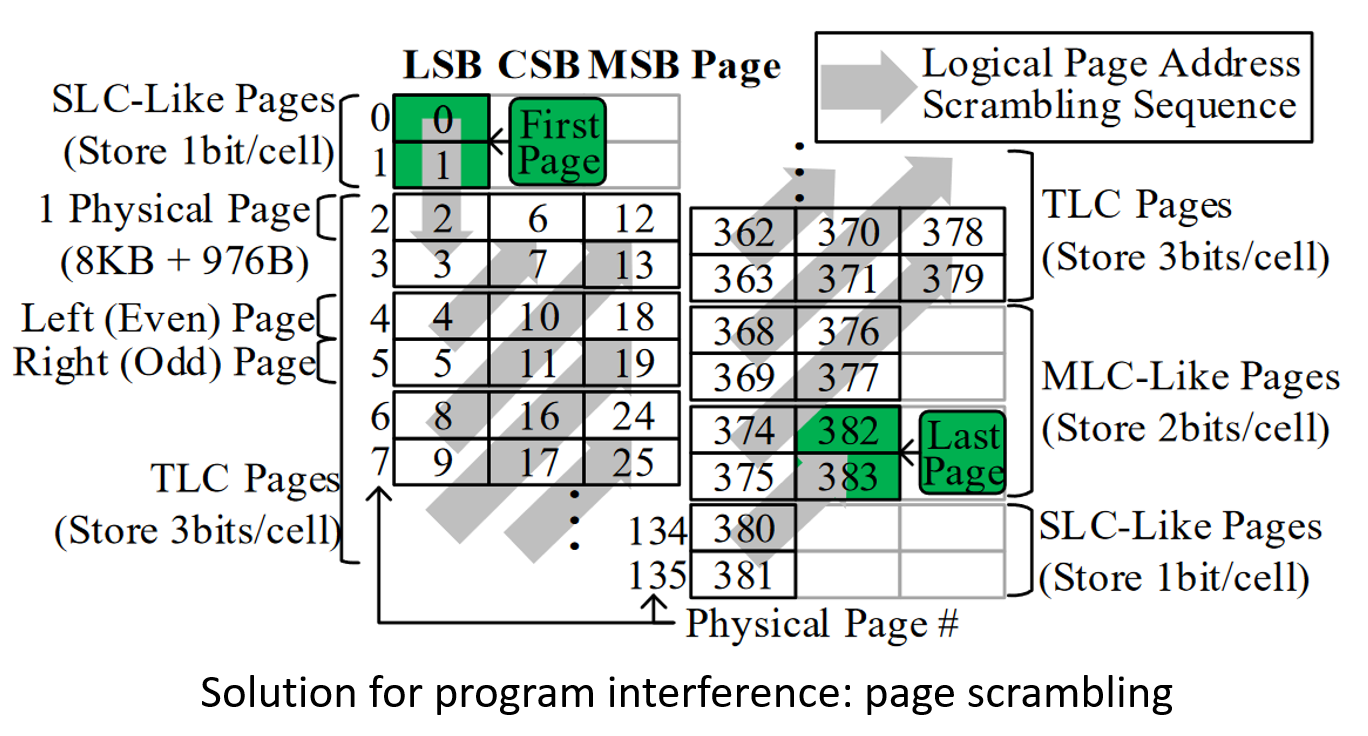 LSB CSB MSB Page
Logical Page Address
Scrambling Sequence
SLC-Like Pages
(Store 1bit/cell)
0 0
1 1
First
Page
1 Physical Page
(8KB + 976B)
2 2 6 12
3 3 7 13
Left (Even) Page
Right (Odd) Page
4 4 10 18
5 5 11 19
6 8 16 24
7 9 17 25
TLC Pages
(Store 3bits/cell)
362 370 378
363 371 379
TLC Pages
(Store 3bits/cell)
368 376
369 377
MLC-Like Pages
(Store 2bits/cell)
374 382
375 383
Last
Page
134 380
135 381
SLC-Like Pages
(Store 1bit/cell)
Physical Page #
Solution for program interference: page scrambling